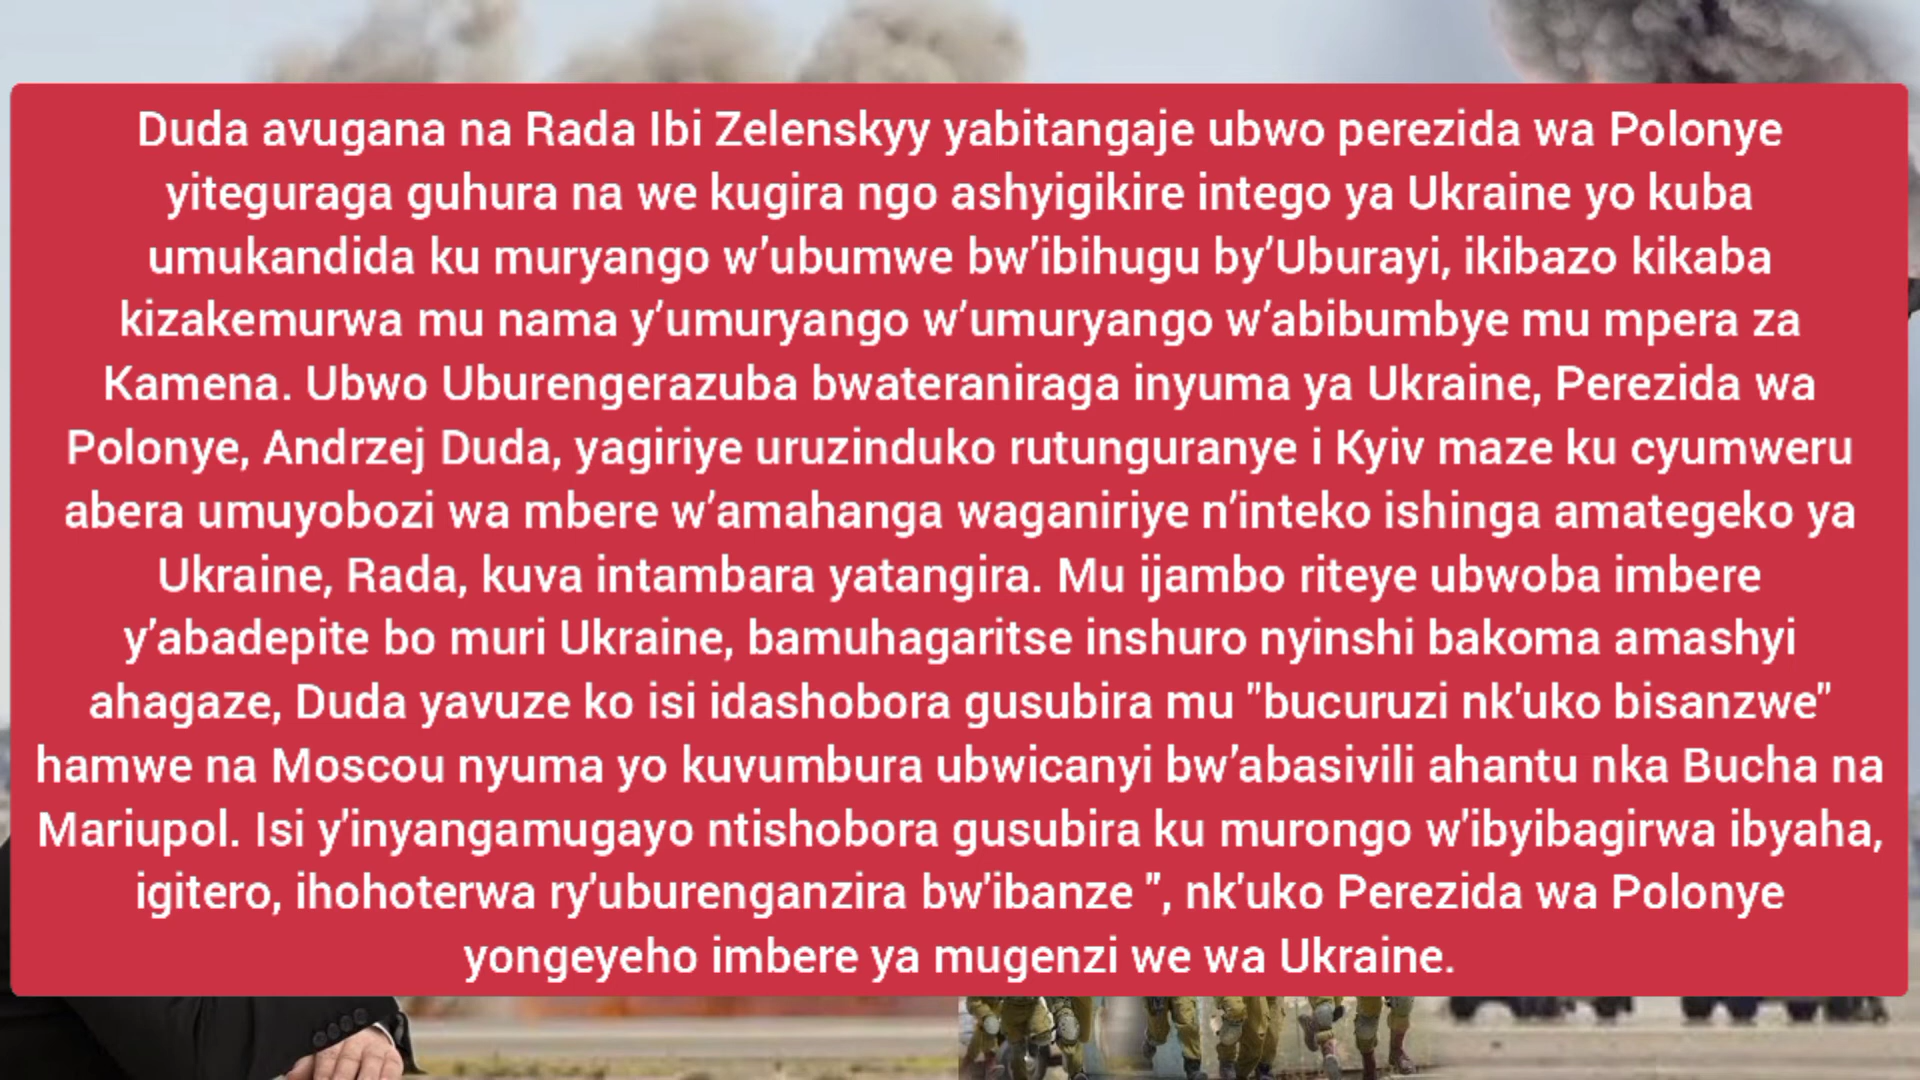 Duda avugana na Rada Ibi Zelenskyy yabitangaje ubwo perezida wa Polonye
yiteguraga guhura na we kugira ngo ashyigikire intego ya Ukraine yo kuba
umukandida ku muryango w’ubumwe bw’ibihugu by’Uburayi, ikibazo kikaba
kizakemurwa mu nama y’umuryango w’umuryango w’abibumbye mu mpera za
Kamena. Ubwo Uburengerazuba bwateraniraga inyuma ya Ukraine, Perezida wa
Polonye, Andrzej Duda, yagiriye uruzinduko rutunguranye i Kyiv maze ku cyumweru
abera umuyobozi wa mbere w’amahanga waganiriye n’inteko ishinga amategeko ya
Ukraine, Rada, kuva intambara yatangira. Mu ijambo riteye ubwoba imbere
y’abadepite bo muri Ukraine, bamuhagaritse inshuro nyinshi bakoma amashyi
ahagaze, Duda yavuze ko isi idashobora gusubira mu "bucuruzi nk'uko bisanzwe"
hamwe na Moscou nyuma yo kuvumbura ubwicanyi bw’abasivili ahantu nka Bucha na
Mariupol. Isi y'inyangamugayo ntishobora gusubira ku murongo w'ibyibagirwa ibyaha,
igitero, ihohoterwa ry'uburenganzira bw'ibanze ", nk'uko Perezida wa Polonye
yongeyeho imbere ya mugenzi we wa Ukraine.